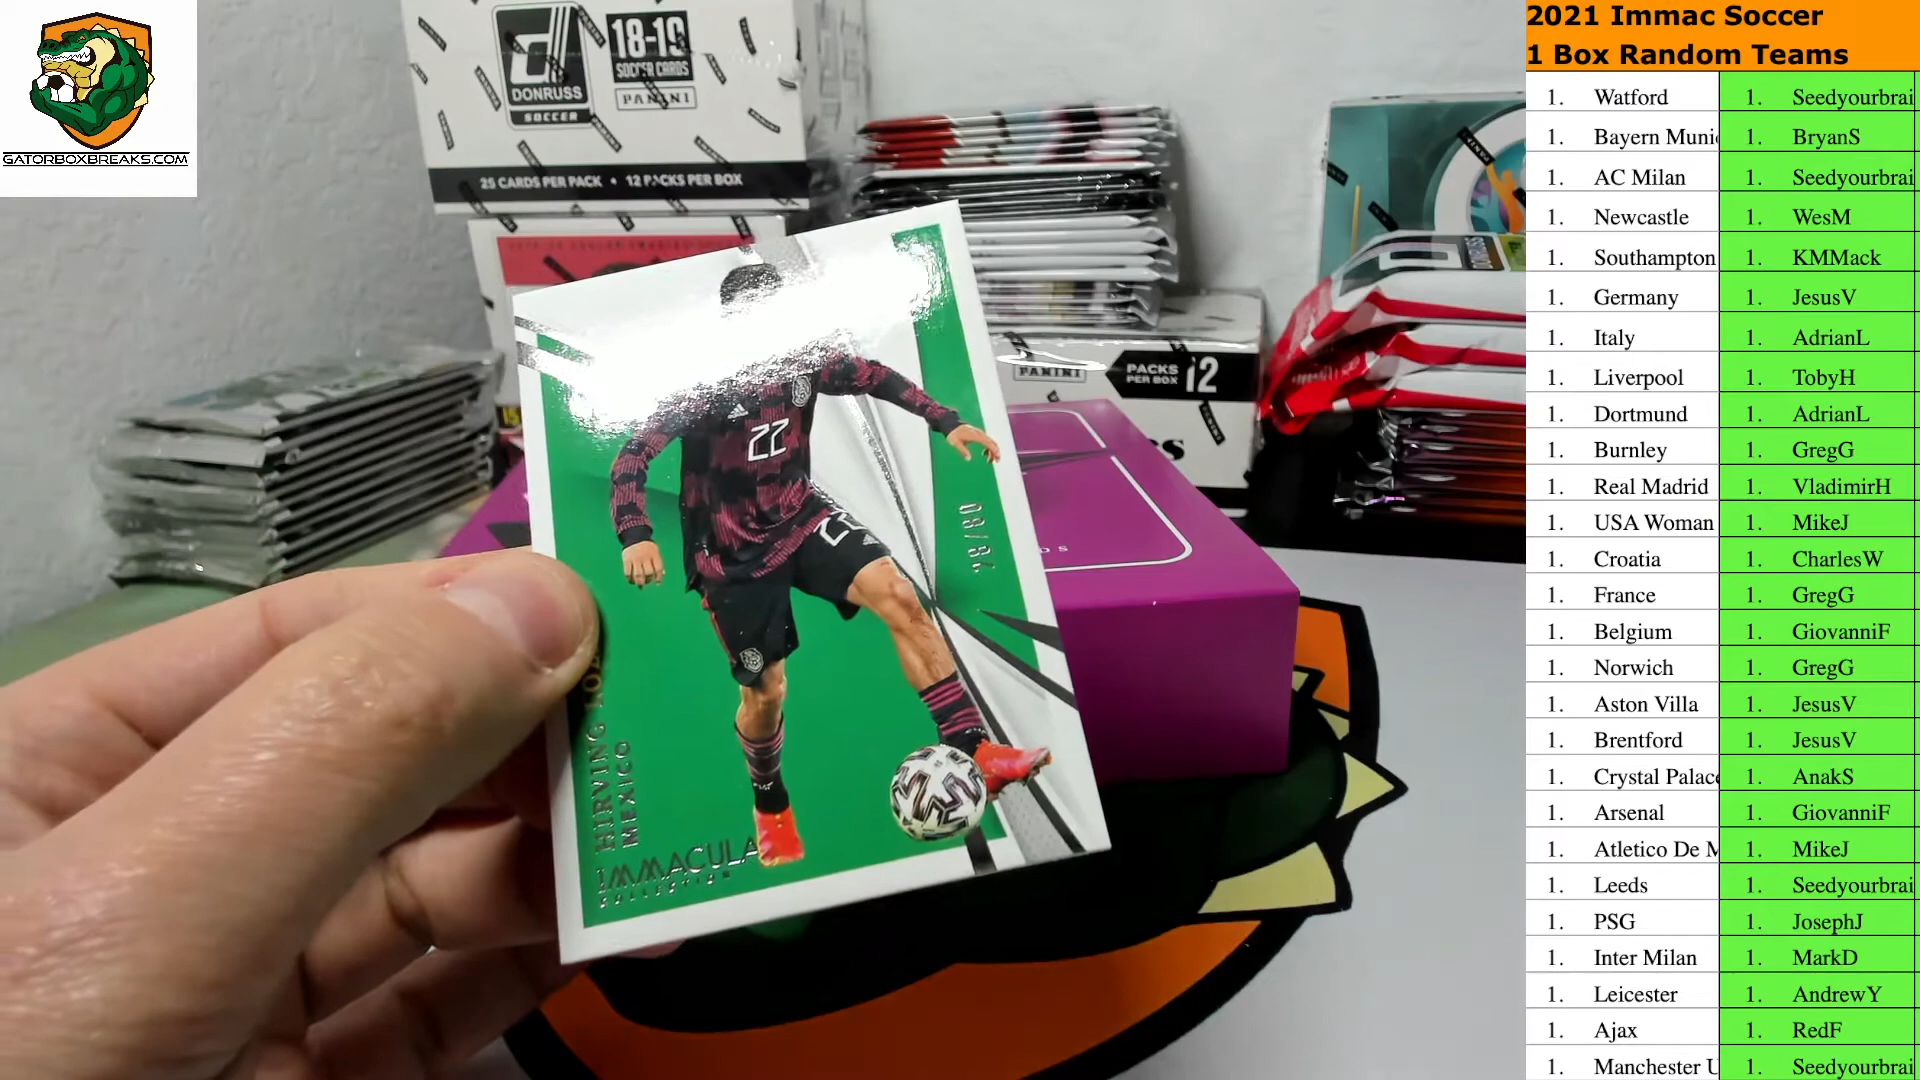 GATORBOXBREAKS.COM
DONRUSS
SOCCER
18-19
SOCCER CARDS
PANINI
25 CARDS PER PACK • 12 PACKS PER BOX
PANINI
PACKS
PER BOX
12
22
22
HIRVING
MEXICO
IMMACULA
COLLECTION
2021 Immac Soccer
1 Box Random Teams
1. Watford 1. Seedyourbrai
1. Bayern Muni 1. BryanS
1. AC Milan 1. Seedyourbrai
1. Newcastle 1. WesM
1. Southampton 1. KMMack
1. Germany 1. JesusV
1. Italy 1. AdrianL
1. Liverpool 1. TobyH
1. Dortmund 1. AdrianL
1. Burnley 1. GregG
1. Real Madrid 1. VladimirH
1. USA Woman 1. MikeJ
1. Croatia 1. CharlesW
1. France 1. GregG
1. Belgium 1. GiovanniF
1. Norwich 1. GregG
1. Aston Villa 1. JesusV
1. Brentford 1. JesusV
1. Crystal Palace 1. AnakS
1. Arsenal 1. GiovanniF
1. Atletico De M 1. MikeJ
1. Leeds 1. Seedyourbrai
1. PSG 1. JosephJ
1. Inter Milan 1. MarkD
1. Leicester 1. AndrewY
1. Ajax 1. RedF
1. Manchester U 1. Seedyourbrai